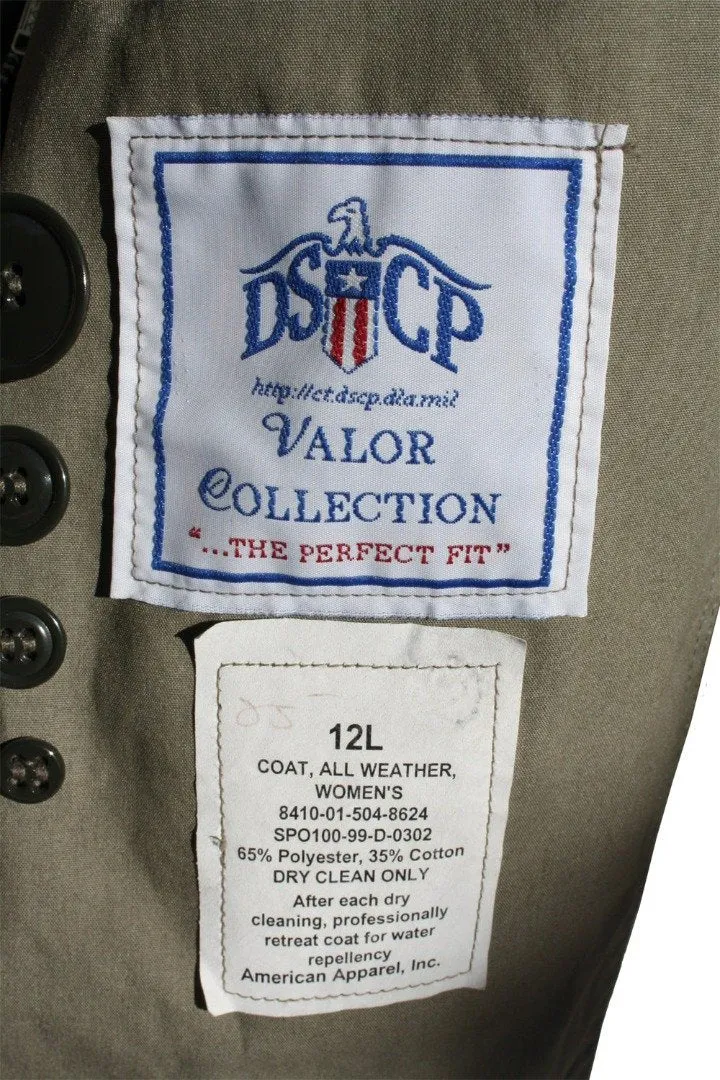 DSCP
http://ct.dscp.dla.mil
VALOR
COLLECTION
"...THE PERFECT FIT"
12L
COAT, ALL WEATHER,
WOMEN'S
8410-01-504-8624
SPO100-99-D-0302
65% Polyester, 35% Cotton
DRY CLEAN ONLY
After each dry
cleaning, professionally
retreat coat for water
repellency
American Apparel, Inc.